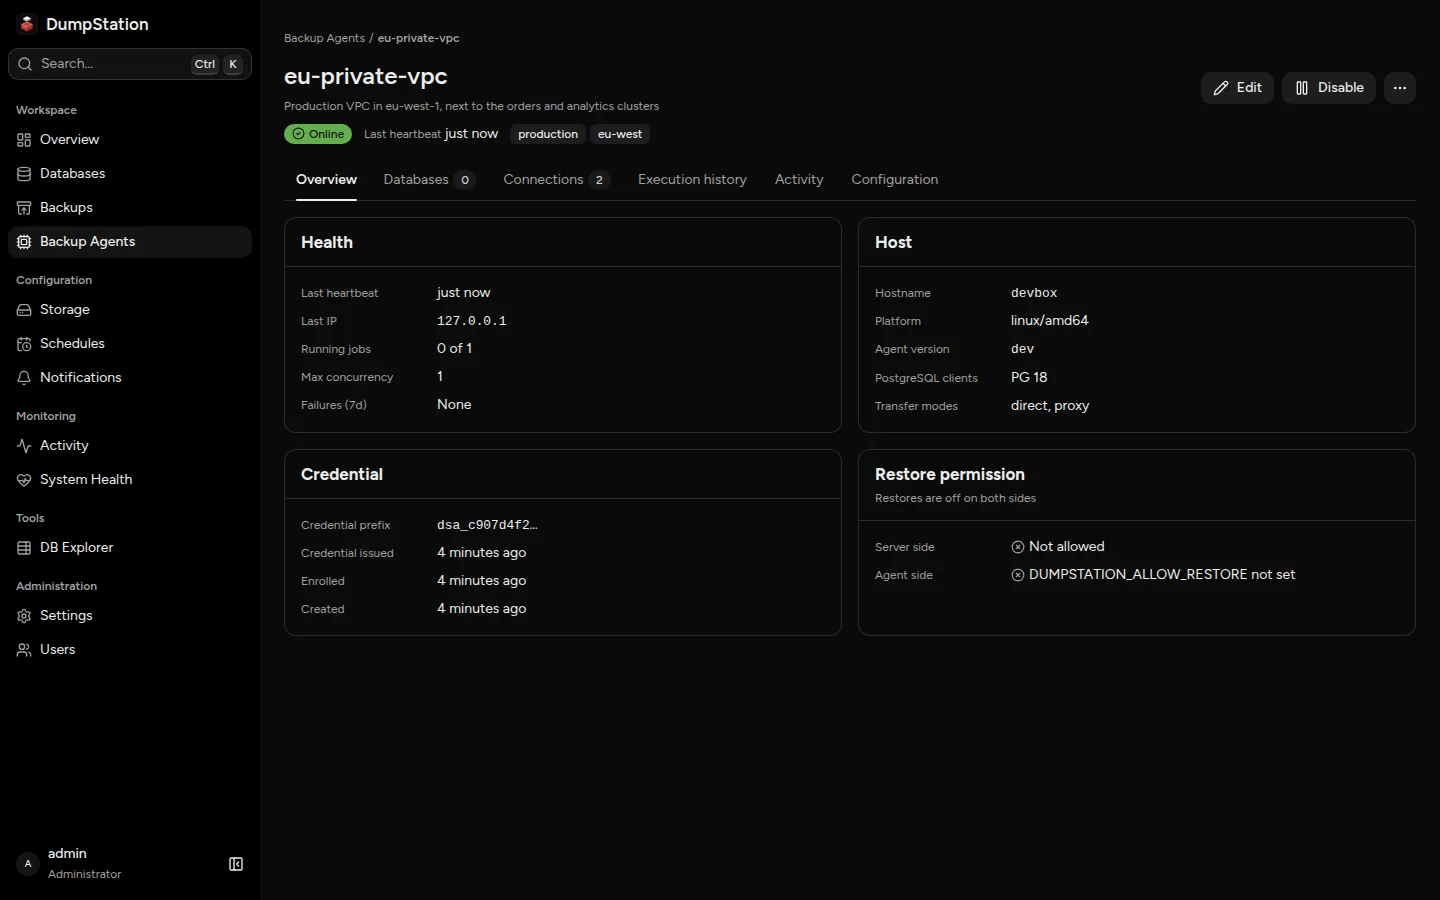 DumpStation
Search... Ctrl K
Workspace
Overview
Databases
Backups
Backup Agents
Configuration
Storage
Schedules
Notifications
Monitoring
Activity
System Health
Tools
DB Explorer
Administration
Settings
Users
A admin
Administrator
Backup Agents / eu-private-vpc
eu-private-vpc
Edit Disable
Production VPC in eu-west-1, next to the orders and analytics clusters
Online Last heartbeat just now production eu-west
Overview Databases 0 Connections 2 Execution history Activity Configuration
Health
Last heartbeat just now
Last IP 127.0.0.1
Running jobs 0 of 1
Max concurrency 1
Failures (7d) None
Host
Hostname devbox
Platform linux/amd64
Agent version dev
PostgreSQL clients PG 18
Transfer modes direct, proxy
Credential
Credential prefix dsa_c907d4f2…
Credential issued 4 minutes ago
Enrolled 4 minutes ago
Created 4 minutes ago
Restore permission
Restores are off on both sides
Server side Not allowed
Agent side DUMPSTATION_ALLOW_RESTORE not set